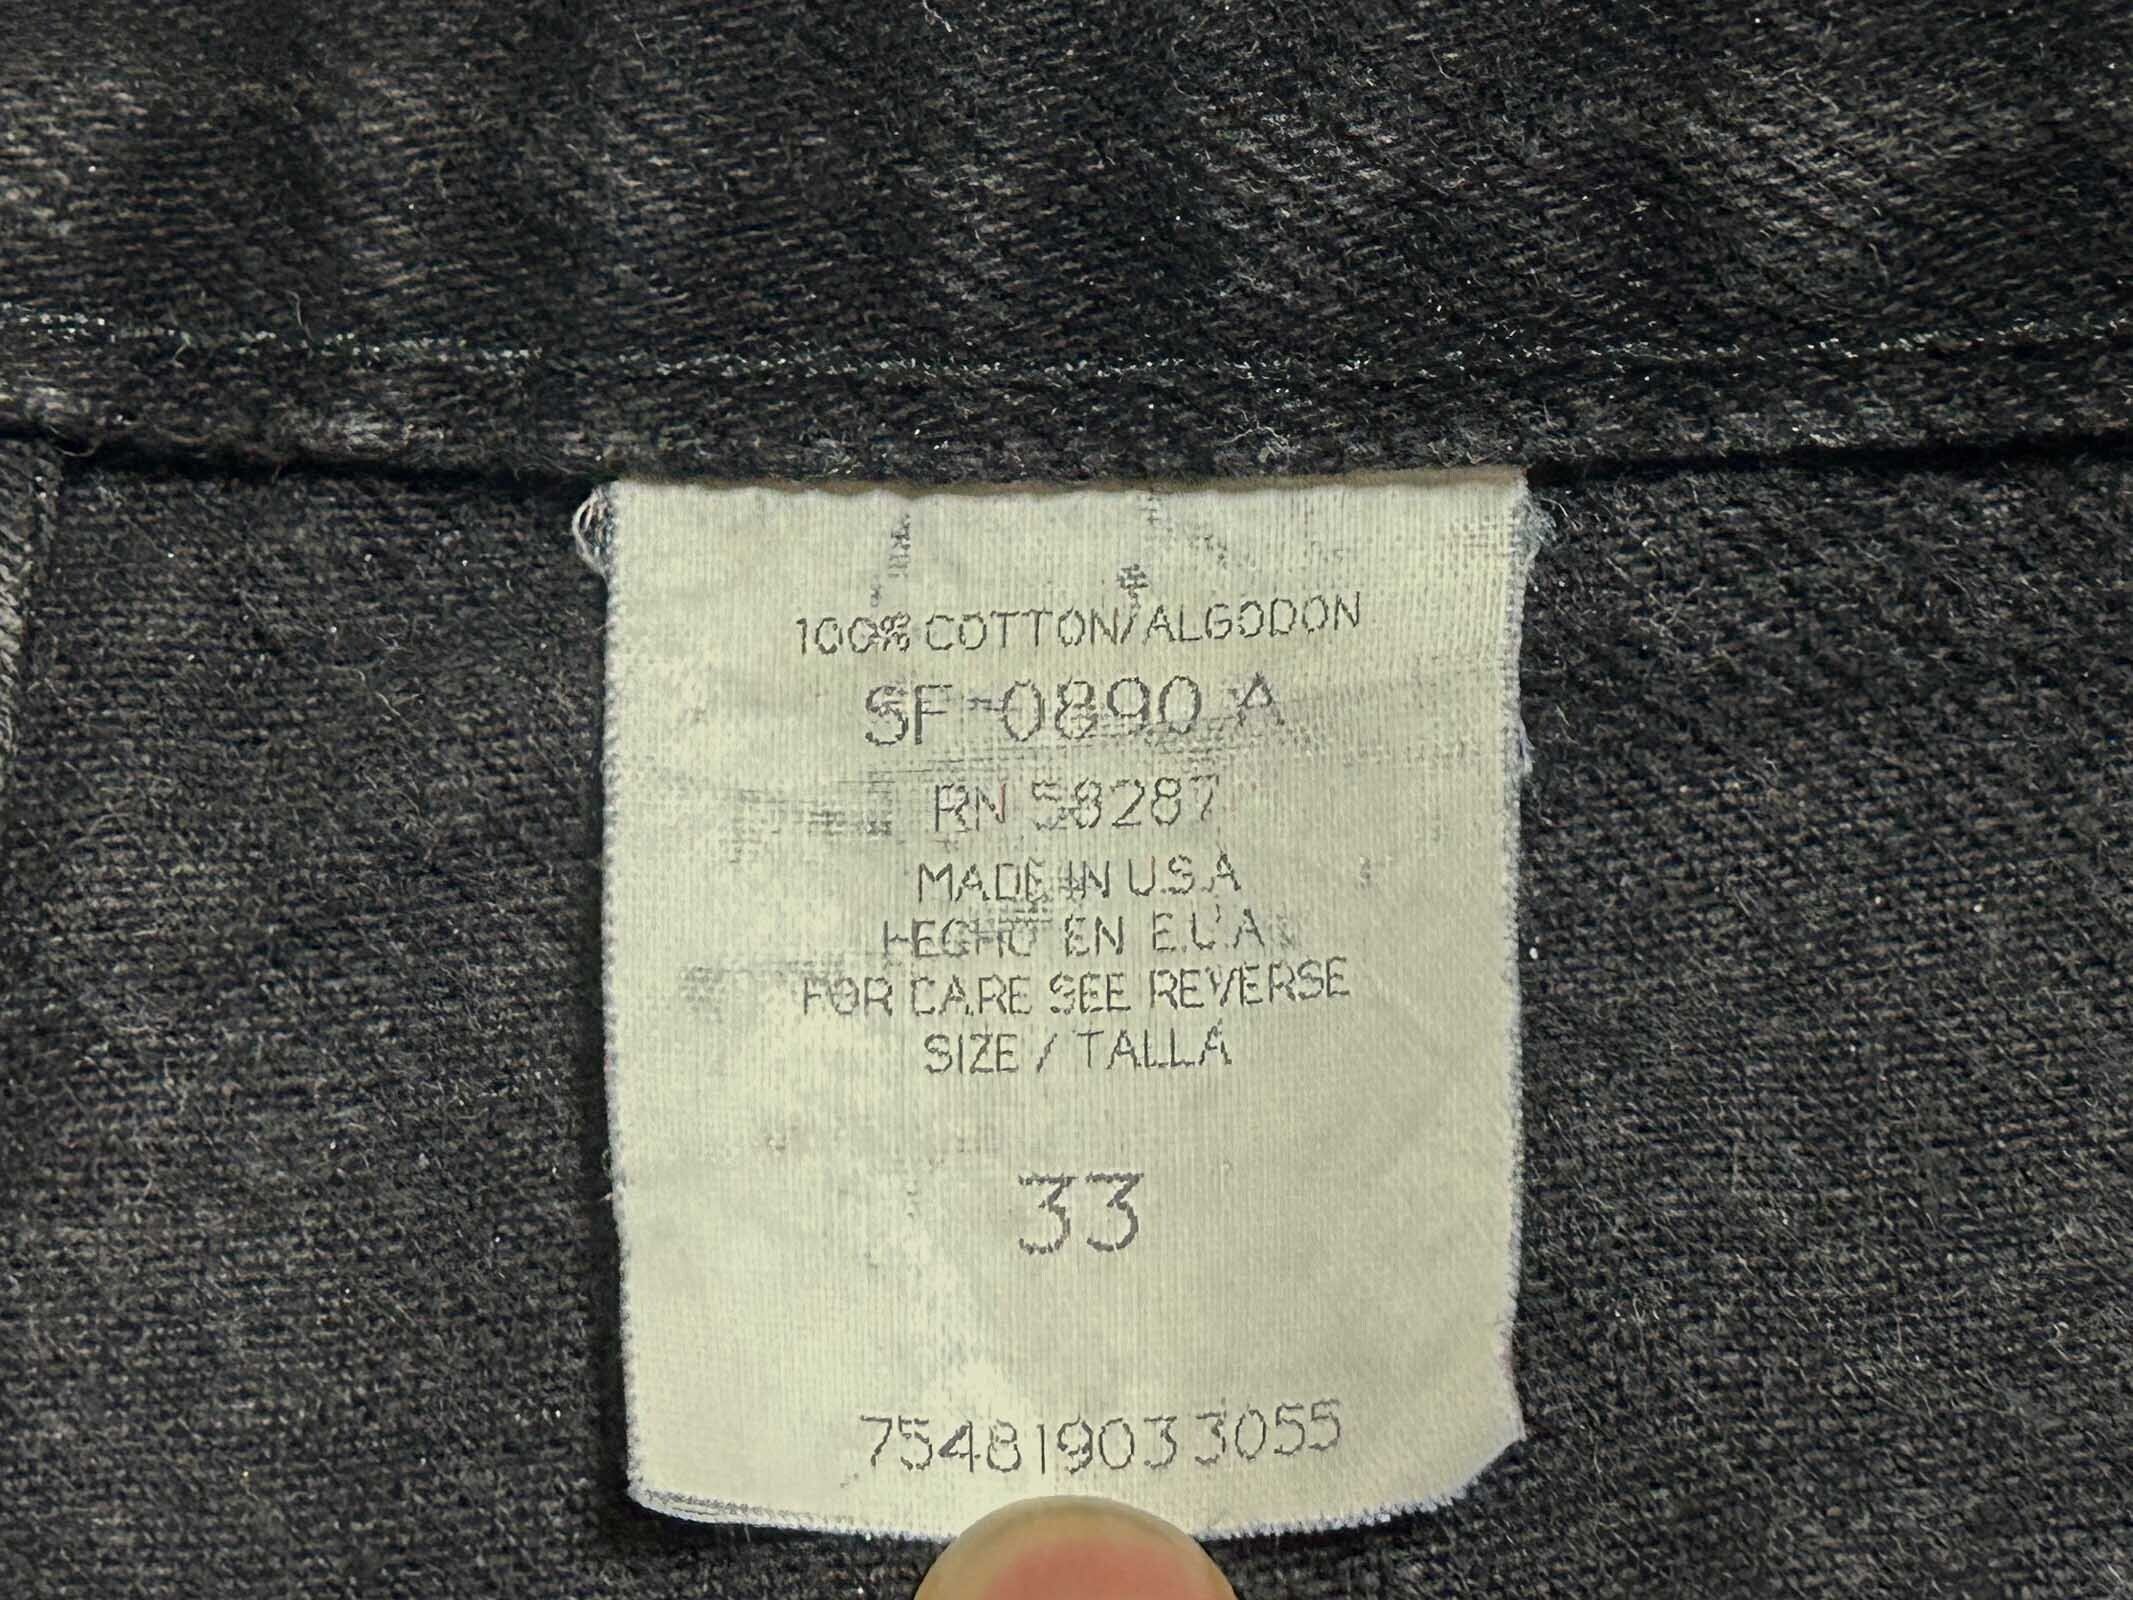 100% COTTON/ALGODON
SF-0890 A
RN 58287
MADE IN U.S.A
HECHO EN E.U.A
FOR CARE SEE REVERSE
SIZE / TALLA
33
754819033055